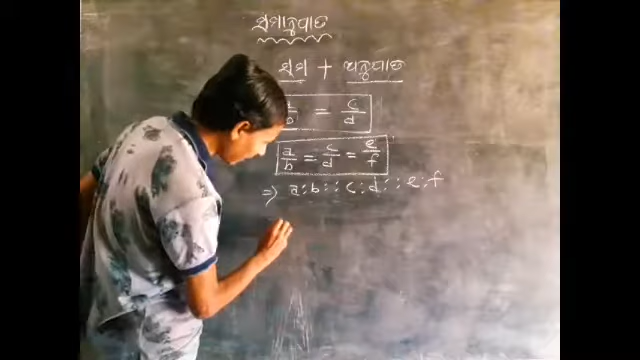 ସମାନୁପାତ
ସମ + ଅନୁପାତ
a/b = c/d
a/b = c/d = e/f
⇒ a:b::c:d::e:f